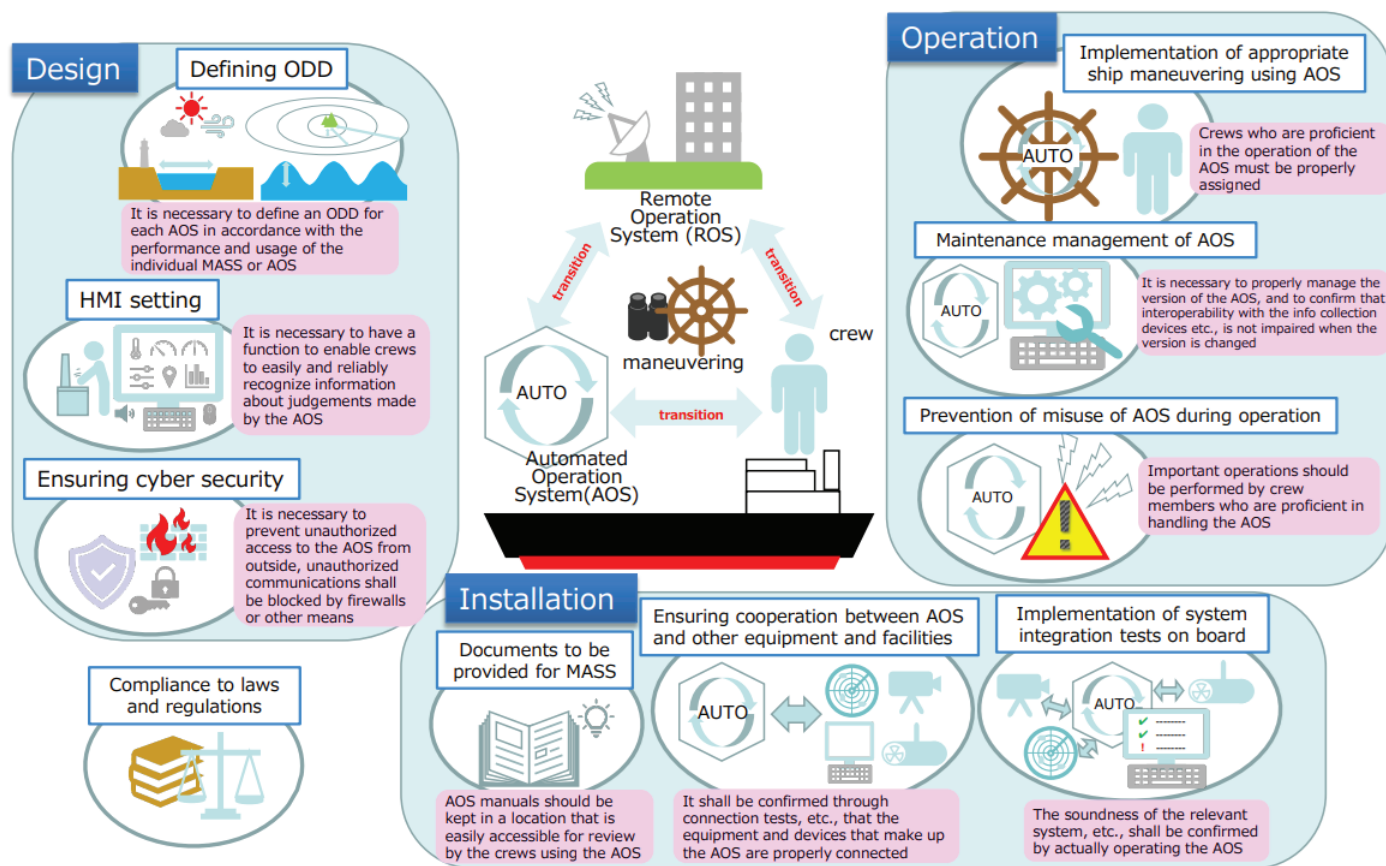 Design
Defining ODD
It is necessary to define an ODD for
each AOS in accordance with the
performance and usage of the
individual MASS or AOS
HMI setting
It is necessary to have a
function to enable crews
to easily and reliably
recognize information
about judgements made
by the AOS
Ensuring cyber security
It is necessary to
prevent unauthorized
access to the AOS from
outside, unauthorized
communications shall
be blocked by firewalls
or other means
Compliance to laws
and regulations
Remote
Operation
System (ROS)
transition
transition
maneuvering
crew
AUTO
transition
Automated
Operation
System(AOS)
Operation
Implementation of appropriate
ship maneuvering using AOS
AUTO
Crews who are proficient
in the operation of the
AOS must be properly
assigned
Maintenance management of AOS
AUTO
It is necessary to properly manage the
version of the AOS, and to confirm that
interoperability with the info collection
devices etc., is not impaired when the
version is changed
Prevention of misuse of AOS during operation
AUTO
!
Important operations should
be performed by crew
members who are proficient in
handling the AOS
Installation
Documents to be
provided for MASS
AOS manuals should be
kept in a location that is
easily accessible for review
by the crews using the AOS
Ensuring cooperation between AOS
and other equipment and facilities
AUTO
It shall be confirmed through
connection tests, etc., that the
equipment and devices that make up
the AOS are properly connected
Implementation of system
integration tests on board
AUTO
✔ --------
✔ --------
! --------
The soundness of the relevant
system, etc., shall be confirmed
by actually operating the AOS